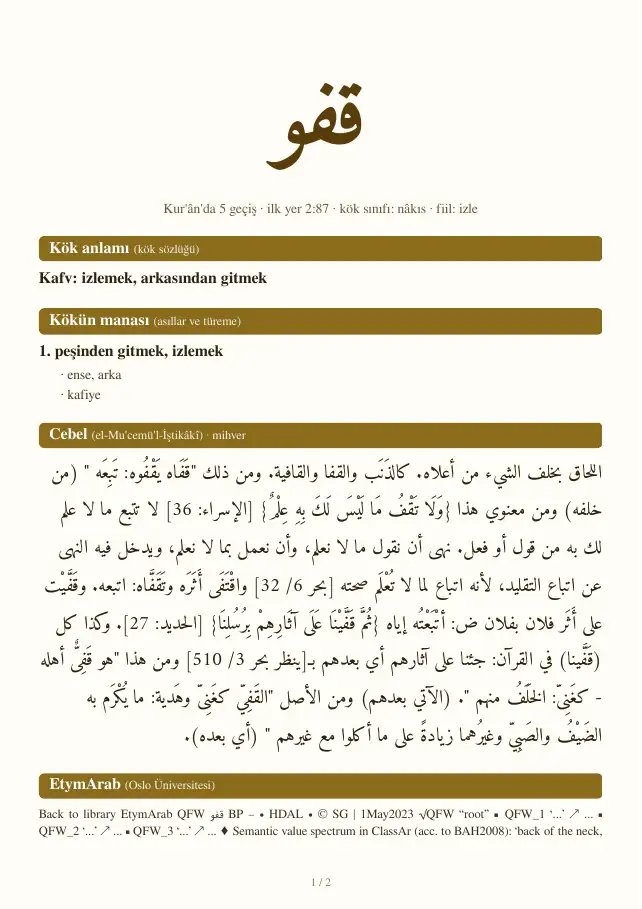 قفو
Kur'ân'da 5 geçiş · ilk yer 2:87 · kök sınıfı: nâkıs · fiil: izle
Kök anlamı (kök sözlüğü)
Kafv: izlemek, arkasından gitmek
Kökün manası (asıllar ve türeme)
1. peşinden gitmek, izlemek
· ense, arka
· kafiye
Cebel (el-Mu'cemü'l-İştikâkî) · mihver
اللحاق بخلف الشيء من أعلاه. كالذَنَب والقفا والقافية. ومن ذلك "قَفَاه يَقْفُوه: تَبِعَه " (من
خلفه) ومن معنوي هذا {وَلَا تَقْفُ مَا لَيْسَ لَكَ بِهِ عِلْمٌ} [الإسراء: 36] لا تتبع ما لا علم
لك به من قول أو فعل. نهى أن نقول ما لا نعلم، وأن نعمل بما لا نعلم، ويدخل فيه النهى
عن اتباع التقليد، لأنه اتباع لما لا تُعْلَم صحته [بحر 6/ 32] واقْتَفَى أَثَرَه وتَقَفَّاه: اتبعه. وقَفَّيْت
على أَثَر فلان بفلان ض: أتْبَعْتُه إياه {ثُمَّ قَفَّيْنَا عَلَى آثَارِهِمْ بِرُسُلِنَا} [الحديد: 27]. وكذا كل
(قَفَّينا) في القرآن: جئنا على آثارهم أي بعدهم بـ[ينظر بحر 3/ 510] ومن هذا "هو قَفِيُّ أهله
- كغَنِىّ: الخَلَفُ منهم ". (الآتي بعدهم) ومن الأصل "القَفِيّ كغَنِىّ وهَدية: ما يُكْرَم به
الضَيْفُ والصَبِيّ وغيرُهما زيادةً على ما أكلوا مع غيرهم " (أي بعده).
EtymArab (Oslo Üniversitesi)
Back to library EtymArab QFW قفو BP – • HDAL • © SG | 1May2023 √QFW “root” ▪ QFW_1 ‘…’ ↗ ... ▪
QFW_2 ‘…’ ↗ ... ▪ QFW_3 ‘…’ ↗ ... ♦ Semantic value spectrum in ClassAr (acc. to BAH2008): ‘back of the neck,
1 / 2